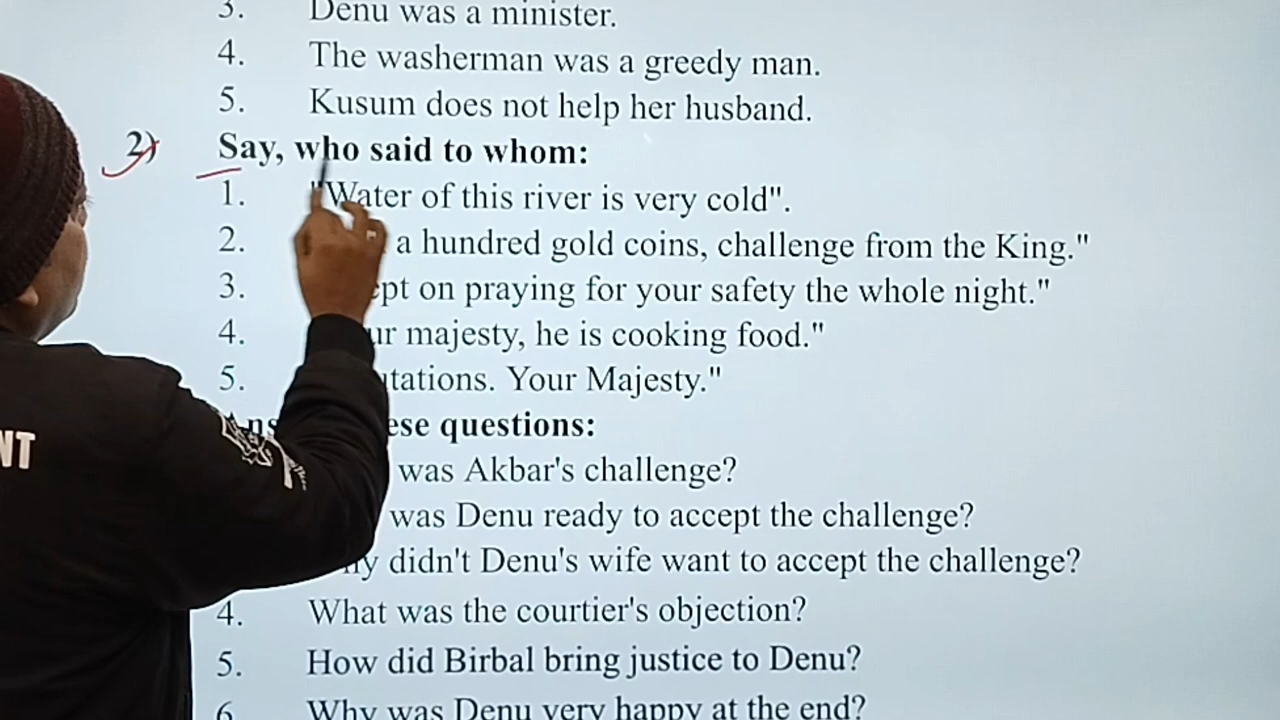 3. Denu was a minister.
4. The washerman was a greedy man.
5. Kusum does not help her husband.
2) Say, who said to whom:
1. "Water of this river is very cold".
2. a hundred gold coins, challenge from the King."
3. on praying for your safety the whole night."
4. majesty, he is cooking food."
5. Your Majesty."
questions:
was Akbar's challenge?
was Denu ready to accept the challenge?
didn't Denu's wife want to accept the challenge?
4. What was the courtier's objection?
5. How did Birbal bring justice to Denu?
6 Why was Denu very happy at the end?
NT